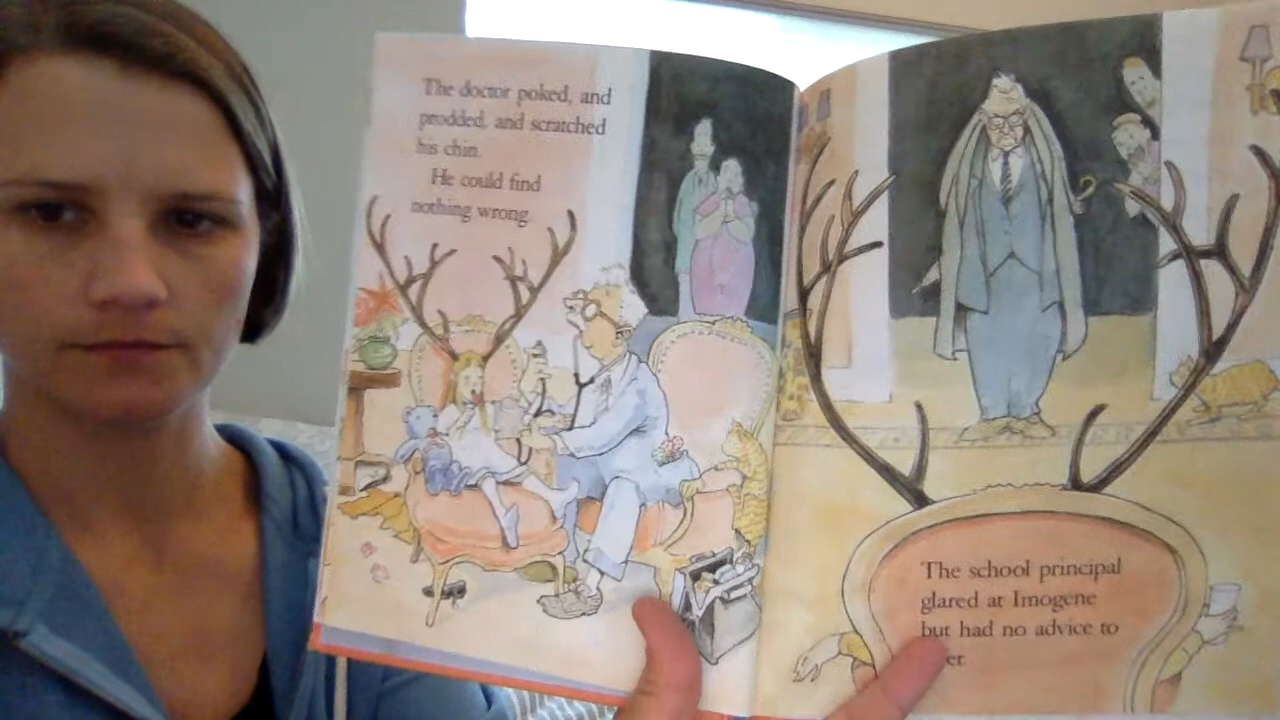 The doctor poked, and
prodded, and scratched
his chin.
He could find
nothing wrong.
The school principal
glared at Imogene
but had no advice to